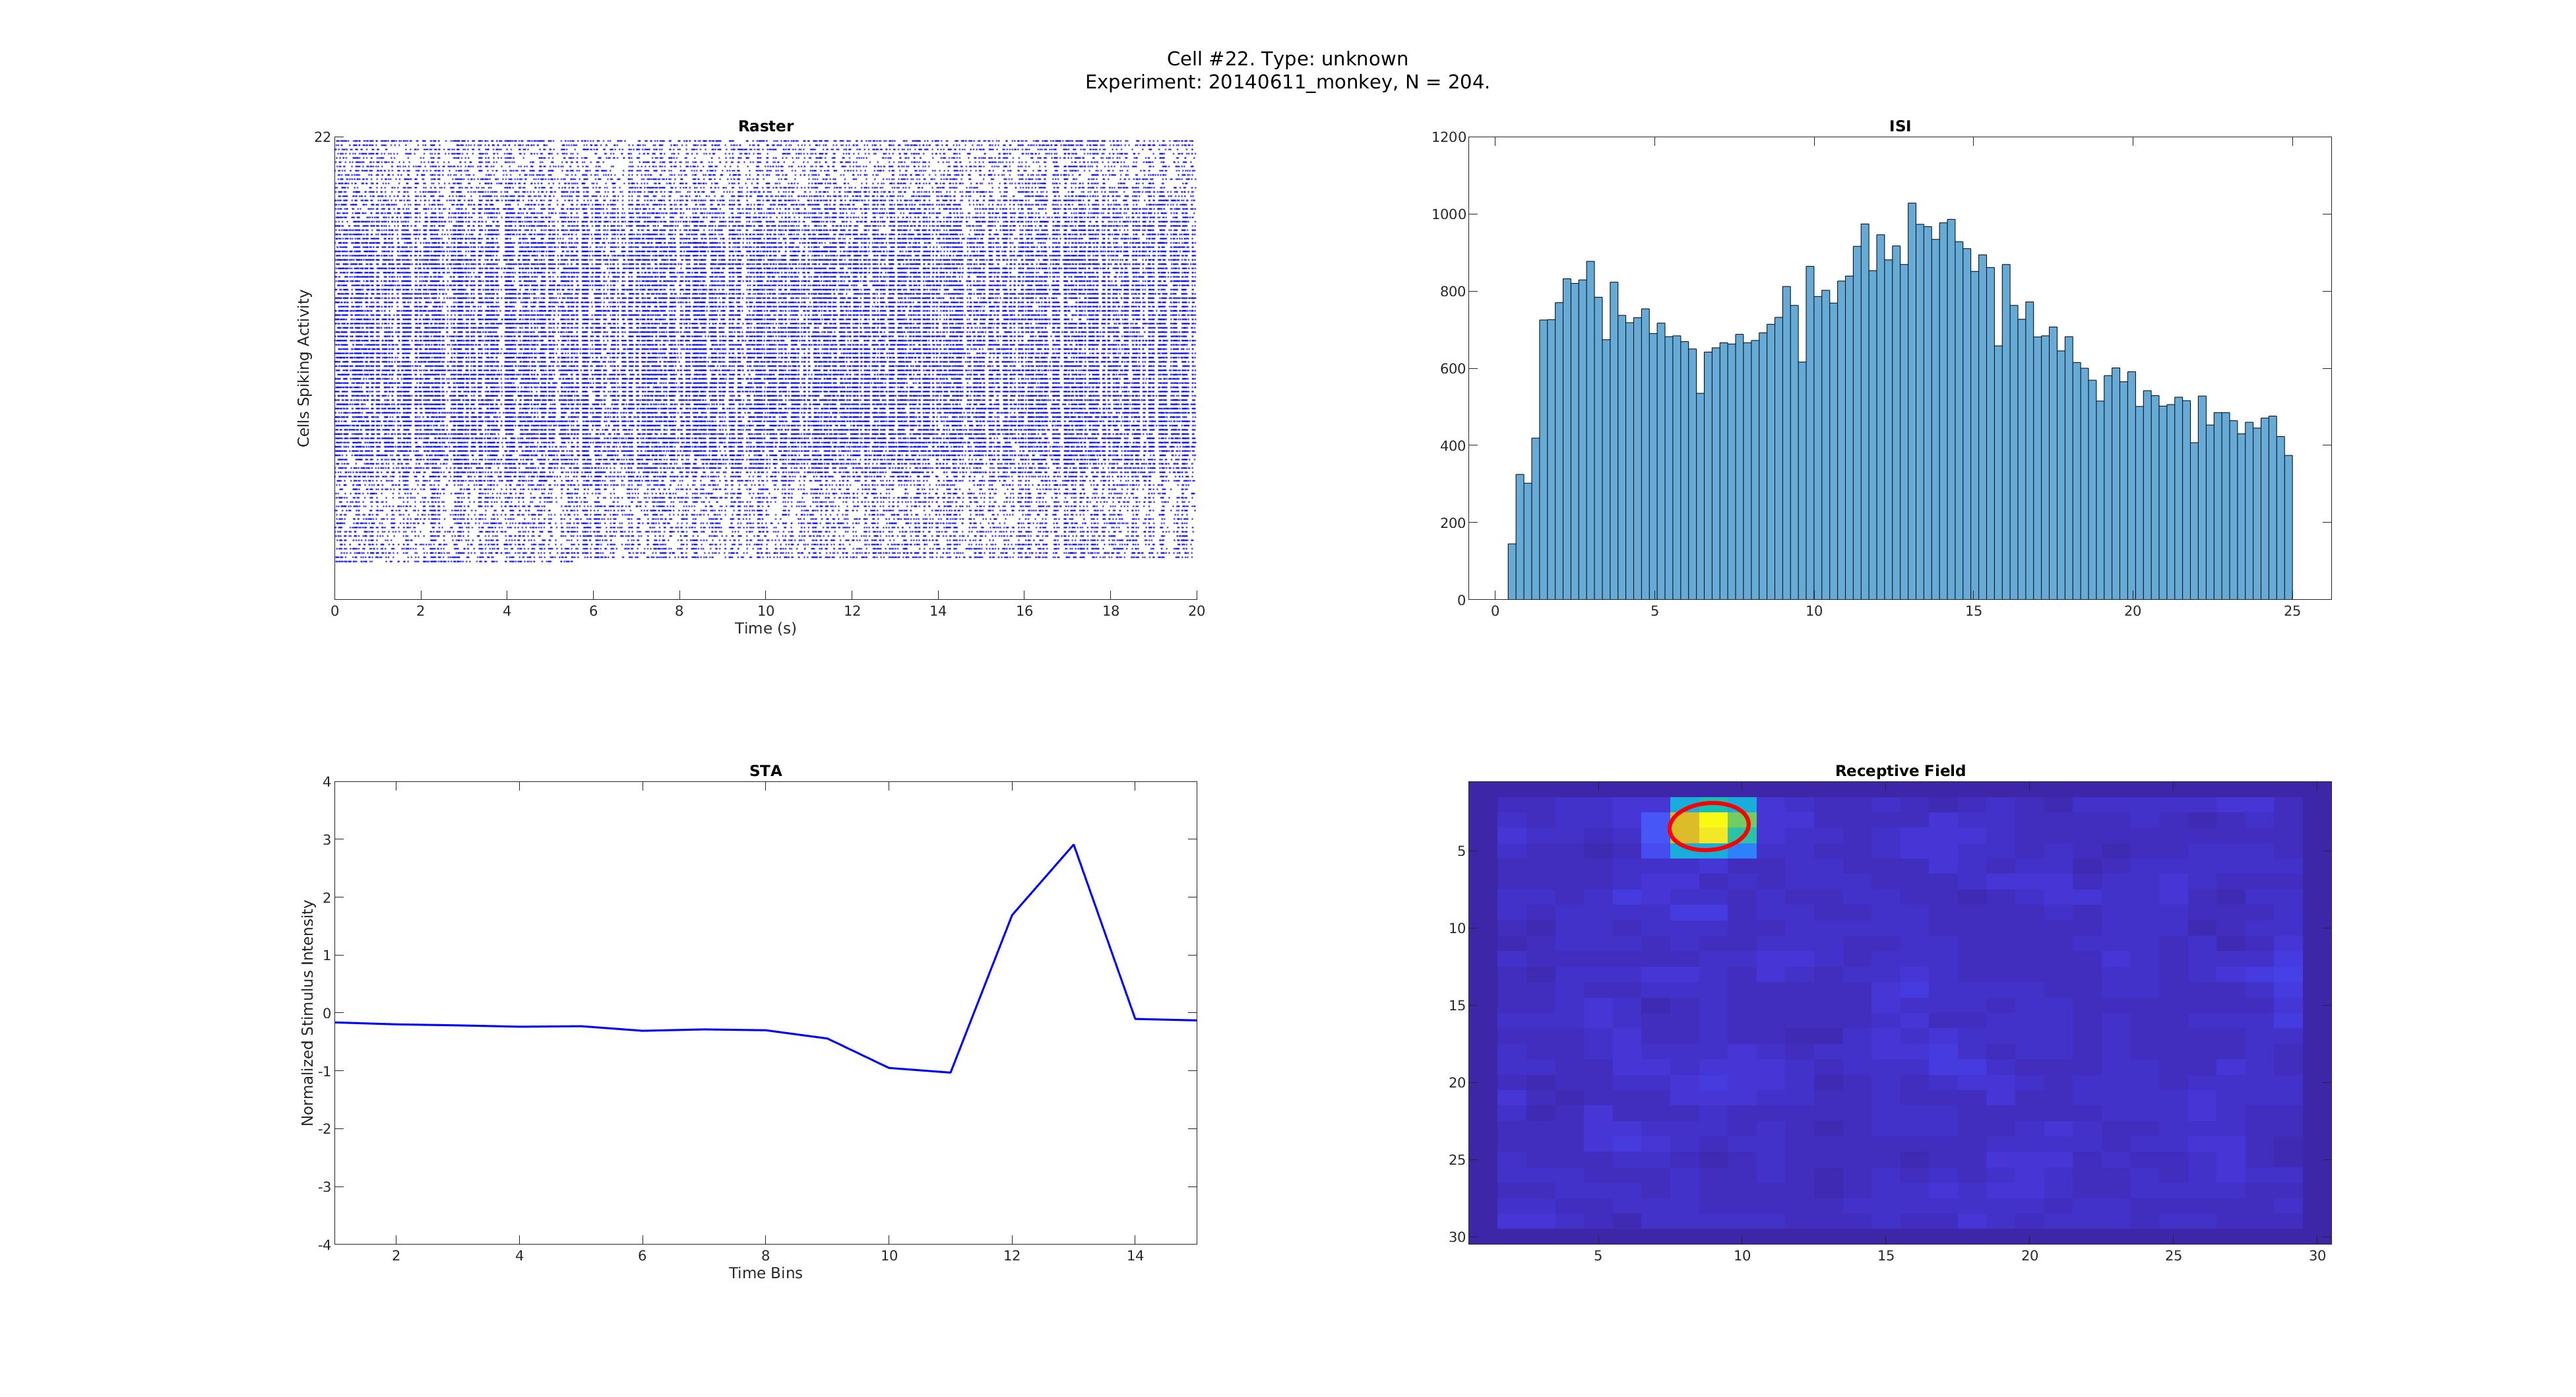 Cell #22. Type: unknown
Experiment: 20140611_monkey, N = 204.
Raster
22
Cells Spiking Activity
0 2 4 6 8 10 12 14 16 18 20
Time (s)
ISI
1200
1000
800
600
400
200
0
0 5 10 15 20 25
STA
4
3
2
1
0
-1
-2
-3
-4
Normalized Stimulus Intensity
2 4 6 8 10 12 14
Time Bins
Receptive Field
5
10
15
20
25
30
5 10 15 20 25 30